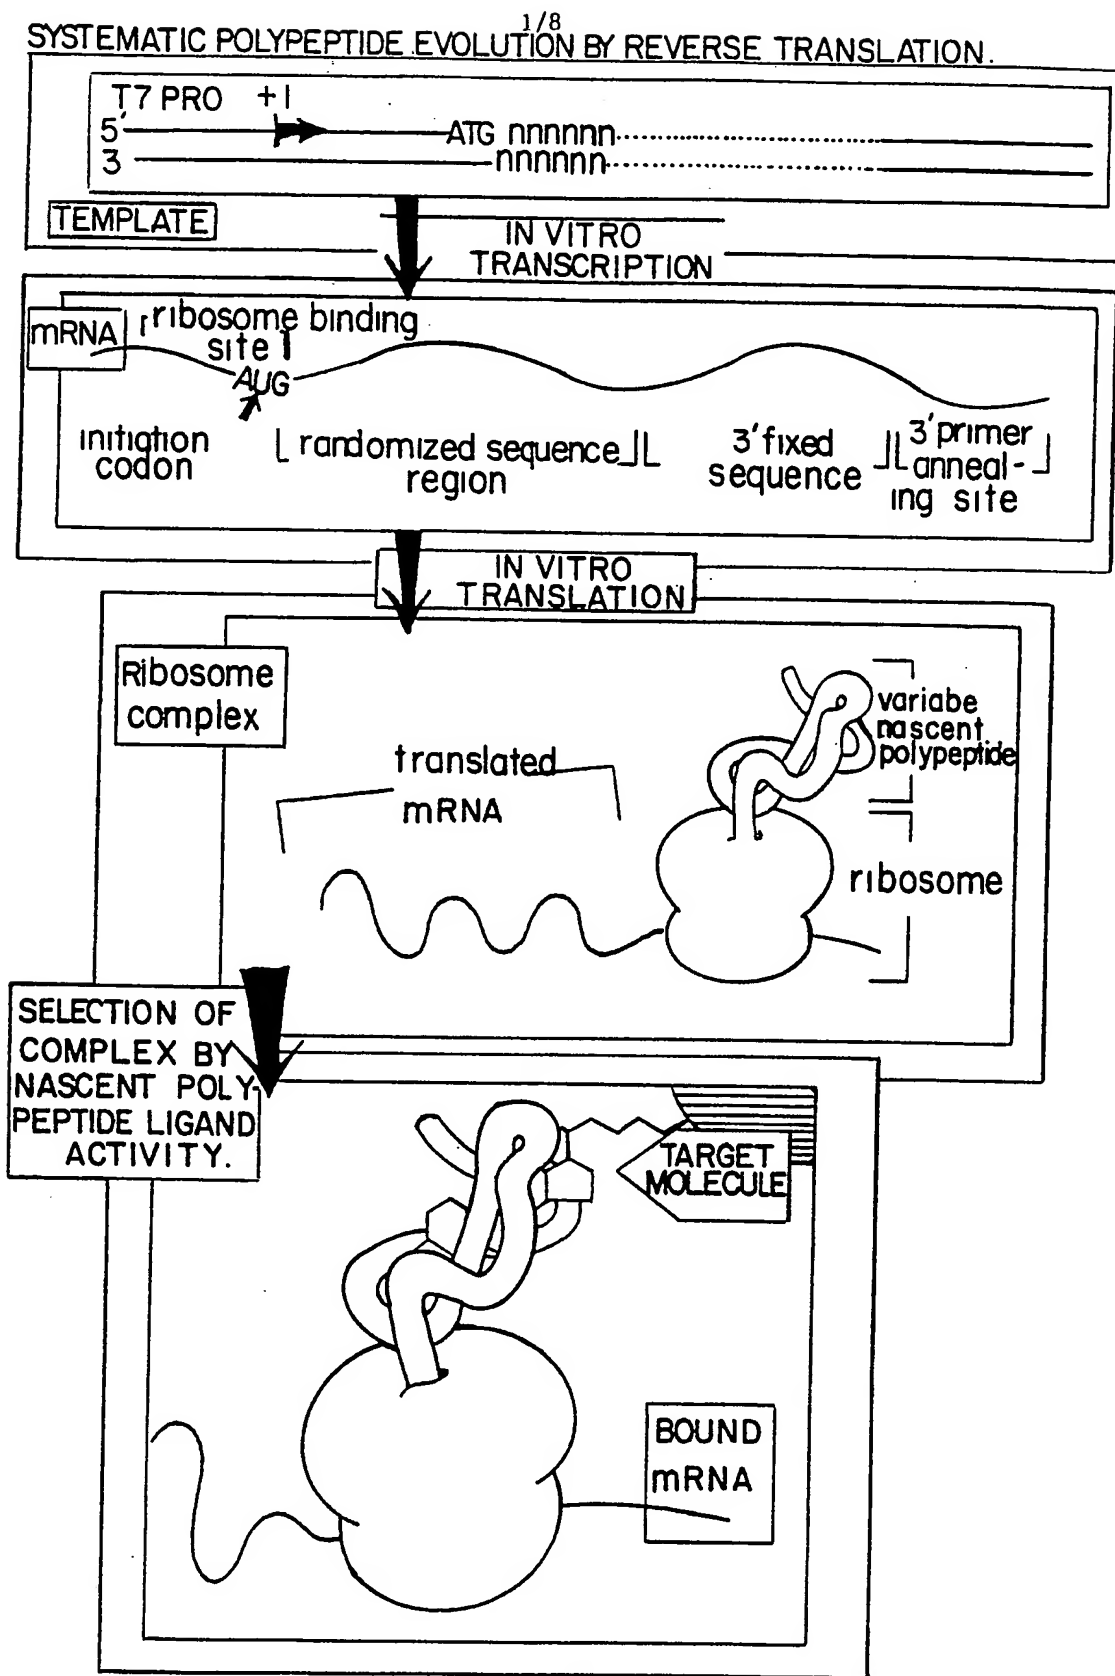 1/8
SYSTEMATIC POLYPEPTIDE EVOLUTION BY REVERSE TRANSLATION.
T7 PRO +1
5' ATG nnnnnn
3 nnnnnn
TEMPLATE
IN VITRO
TRANSCRIPTION
mRNA
ribosome binding
site
AUG
initiation
codon
randomized sequence
region
3' fixed
sequence
3' primer
anneal-
ing site
IN VITRO
TRANSLATION
Ribosome
complex
translated
mRNA
variabe
nascent
polypeptide
ribosome
SELECTION OF
COMPLEX BY
NASCENT POLY-
PEPTIDE LIGAND
ACTIVITY.
TARGET
MOLECULE
BOUND
mRNA